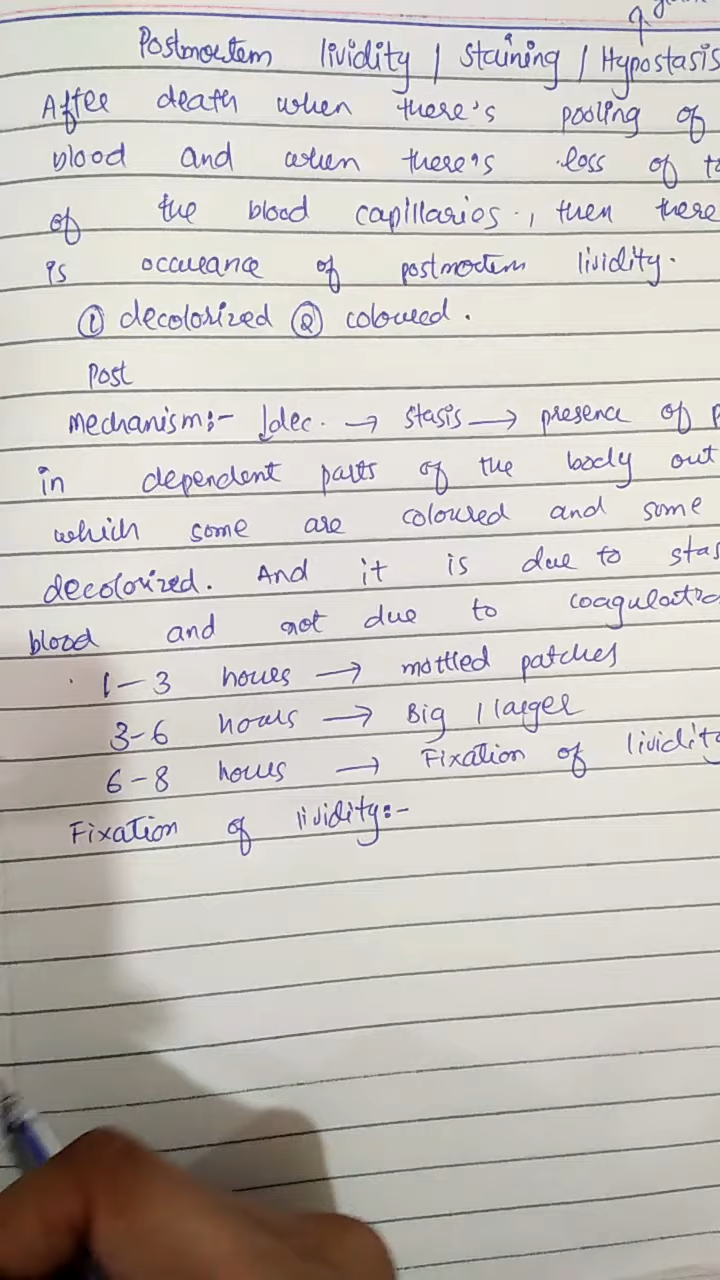 Postmortem lividity / staining / Hypostasis
After death when there's pooling of
blood and when there's loss of to
of the blood capillaries, then there
is occurance of postmortem lividity.
① decolorized ② coloured.
Post
Mechanism:- ↓dec. → stasis → presence of p
in dependent parts of the body out
which some are coloured and some
decolorized. And it is due to stas
blood and not due to coagulatio
1-3 hours → mottled patches
3-6 hours → Big / larger
6-8 hours → Fixation of lividity
Fixation of lividity:-